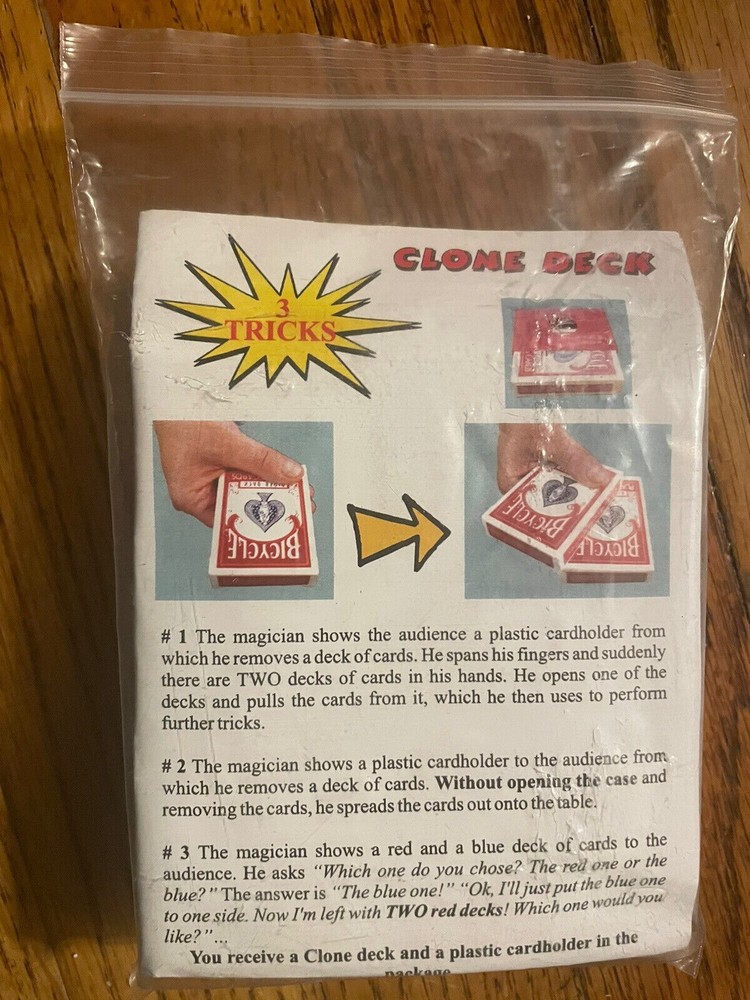 CLONE DECK
3
TRICKS
BICYCLE
BICYCLE
BICYCLE
# 1 The magician shows the audience a plastic cardholder from
which he removes a deck of cards. He spans his fingers and suddenly
there are TWO decks of cards in his hands. He opens one of the
decks and pulls the cards from it, which he then uses to perform
further tricks.
# 2 The magician shows a plastic cardholder to the audience from
which he removes a deck of cards. Without opening the case and
removing the cards, he spreads the cards out onto the table.
# 3 The magician shows a red and a blue deck of cards to the
audience. He asks “Which one do you chose? The red one or the
blue?” The answer is “The blue one!” “Ok, I'll just put the blue one
to one side. Now I'm left with TWO red decks! Which one would you
like?”...
You receive a Clone deck and a plastic cardholder in the
package